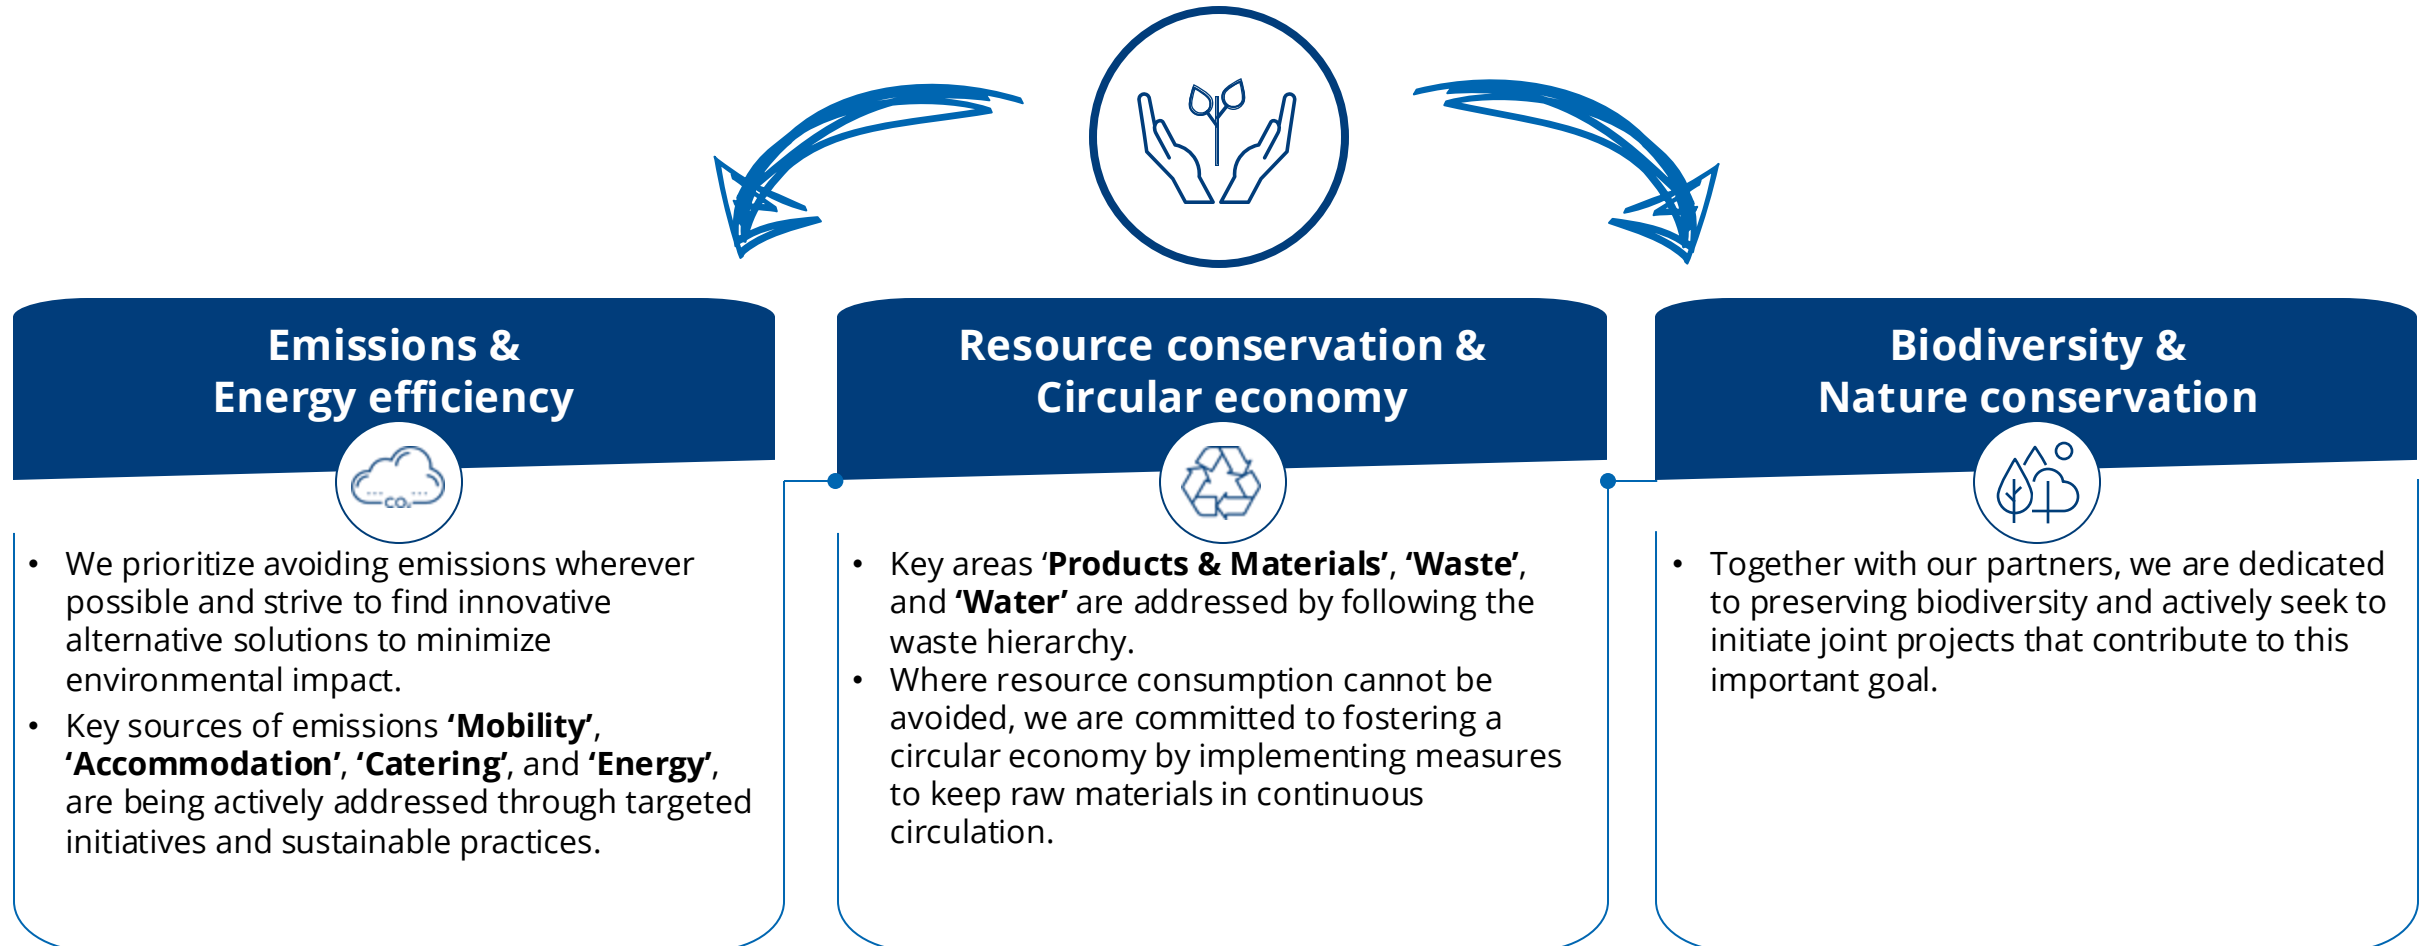 Emissions &
Energy efficiency
CO₂
• We prioritize avoiding emissions wherever
possible and strive to find innovative
alternative solutions to minimize
environmental impact.
• Key sources of emissions ‘Mobility’,
‘Accommodation’, ‘Catering’, and ‘Energy’,
are being actively addressed through targeted
initiatives and sustainable practices.
Resource conservation &
Circular economy
• Key areas ‘Products & Materials’, ‘Waste’,
and ‘Water’ are addressed by following the
waste hierarchy.
• Where resource consumption cannot be
avoided, we are committed to fostering a
circular economy by implementing measures
to keep raw materials in continuous
circulation.
Biodiversity &
Nature conservation
• Together with our partners, we are dedicated
to preserving biodiversity and actively seek to
initiate joint projects that contribute to this
important goal.